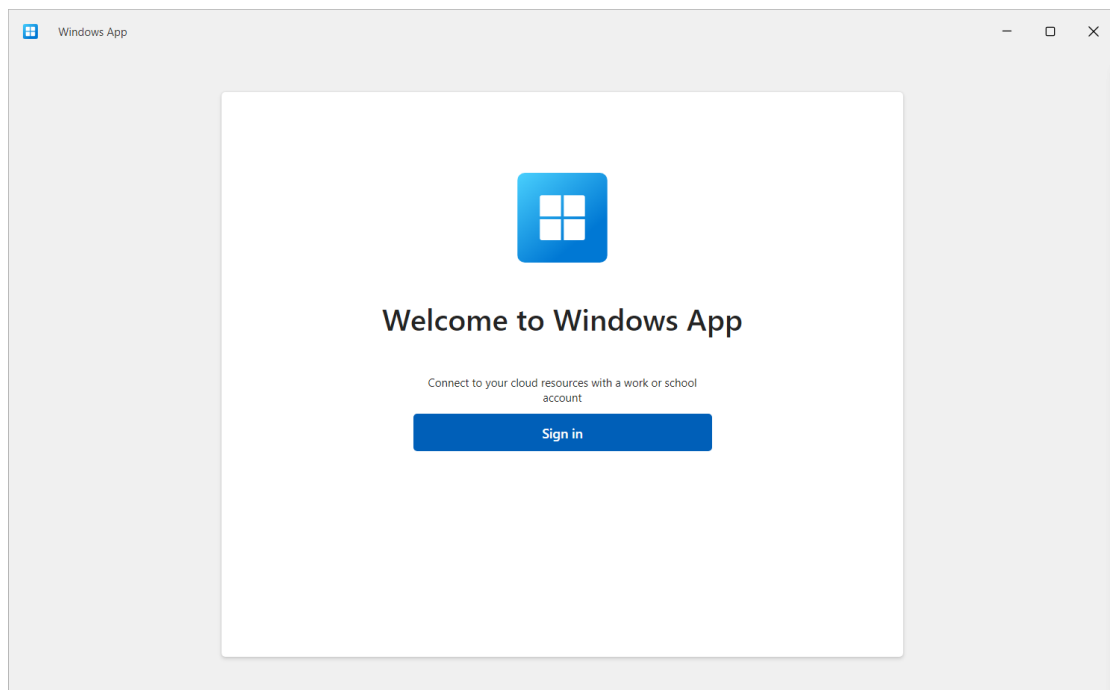 Windows App
Welcome to Windows App
Connect to your cloud resources with a work or school
account
Sign in